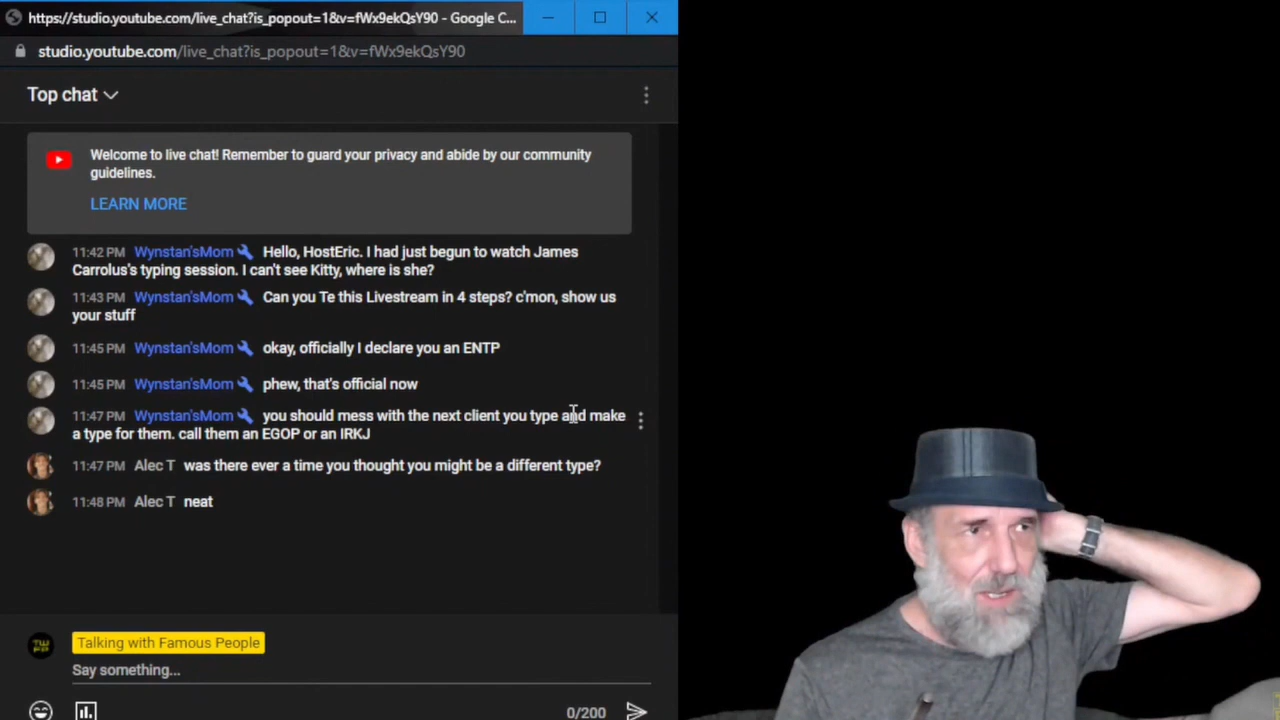 https://studio.youtube.com/live_chat?is_popout=1&v=fWx9ekQsY90 - Google C...
studio.youtube.com/live_chat?is_popout=1&v=fWx9ekQsY90
Top chat
Welcome to live chat! Remember to guard your privacy and abide by our community
guidelines.
LEARN MORE
11:42 PM Wynstan'sMom Hello, HostEric. I had just begun to watch James
Carrolus's typing session. I can't see Kitty, where is she?
11:43 PM Wynstan'sMom Can you Te this Livestream in 4 steps? c'mon, show us
your stuff
11:45 PM Wynstan'sMom okay, officially I declare you an ENTP
11:45 PM Wynstan'sMom phew, that's official now
11:47 PM Wynstan'sMom you should mess with the next client you type and make
a type for them. call them an EGOP or an IRKJ
11:47 PM Alec T was there ever a time you thought you might be a different type?
11:48 PM Alec T neat
TW
FP
Talking with Famous People
Say something...
0/200